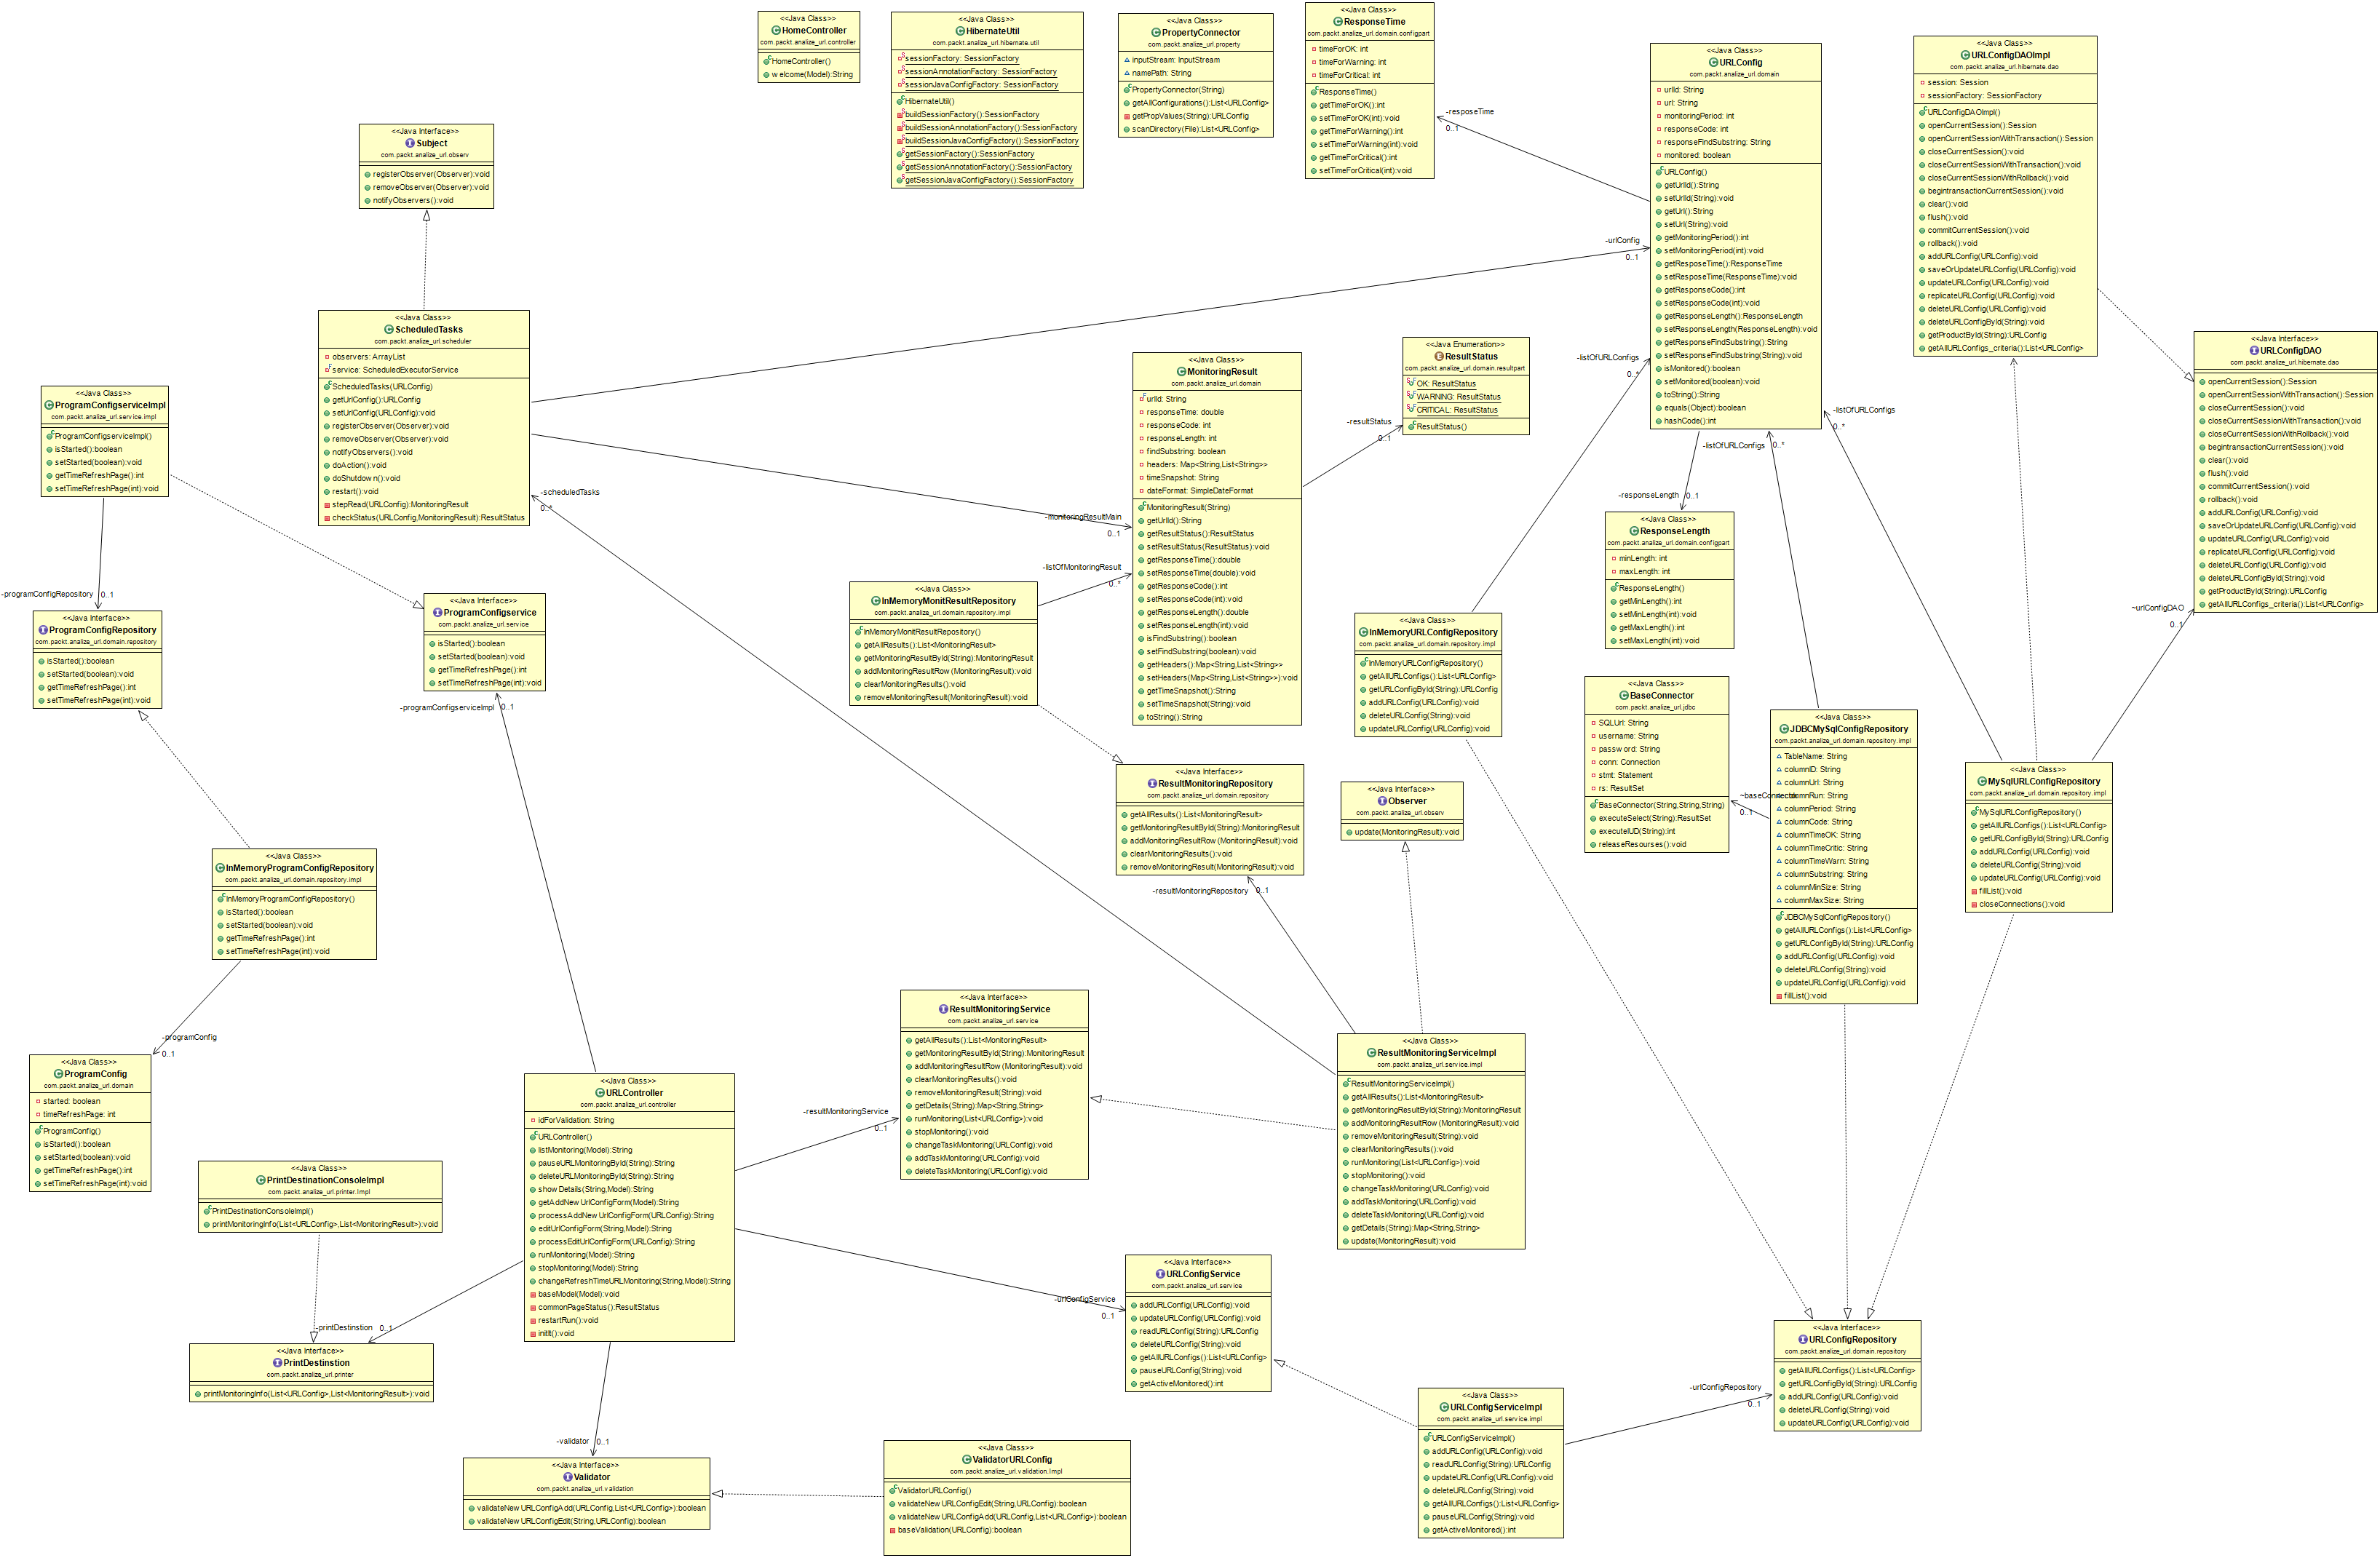 <<Java Class>>
HomeController
com.packt.analize_url.controller
HomeController()
welcome(Model):String
<<Java Class>>
HibernateUtil
com.packt.analize_url.hibernate.util
sessionFactory: SessionFactory
sessionAnnotationFactory: SessionFactory
sessionJavaConfigFactory: SessionFactory
HibernateUtil()
buildSessionFactory():SessionFactory
buildSessionAnnotationFactory():SessionFactory
buildSessionJavaConfigFactory():SessionFactory
getSessionFactory():SessionFactory
getSessionAnnotationFactory():SessionFactory
getSessionJavaConfigFactory():SessionFactory
<<Java Class>>
PropertyConnector
com.packt.analize_url.property
inputStream: InputStream
namePath: String
PropertyConnector(String)
getAllConfigurations():List<URLConfig>
getPropValues(String):URLConfig
scanDirectory(File):List<URLConfig>
<<Java Class>>
ResponseTime
com.packt.analize_url.domain.configpart
timeForOK: int
timeForWarning: int
timeForCritical: int
ResponseTime()
getTimeForOK():int
setTimeForOK(int):void
getTimeForWarning():int
setTimeForWarning(int):void
getTimeForCritical():int
setTimeForCritical(int):void
-resposeTime
0..1
<<Java Class>>
URLConfig
com.packt.analize_url.domain
urlId: String
url: String
monitoringPeriod: int
responseCode: int
responseFindSubstring: String
monitored: boolean
URLConfig()
getUrlId():String
setUrlId(String):void
getUrl():String
setUrl(String):void
getMonitoringPeriod():int
setMonitoringPeriod(int):void
getResposeTime():ResponseTime
setResposeTime(ResponseTime):void
getResponseCode():int
setResponseCode(int):void
getResponseLength():ResponseLength
setResponseLength(ResponseLength):void
getResponseFindSubstring():String
setResponseFindSubstring(String):void
isMonitored():boolean
setMonitored(boolean):void
toString():String
equals(Object):boolean
hashCode():int
<<Java Class>>
URLConfigDAOImpl
com.packt.analize_url.hibernate.dao
session: Session
sessionFactory: SessionFactory
URLConfigDAOImpl()
openCurrentSession():Session
openCurrentSessionWithTransaction():Session
closeCurrentSession():void
closeCurrentSessionWithTransaction():void
closeCurrentSessionWithRollback():void
begintransactionCurrentSession():void
clear():void
flush():void
commitCurrentSession():void
rollback():void
addURLConfig(URLConfig):void
saveOrUpdateURLConfig(URLConfig):void
updateURLConfig(URLConfig):void
replicateURLConfig(URLConfig):void
deleteURLConfig(URLConfig):void
deleteURLConfigById(String):void
getProductById(String):URLConfig
getAllURLConfigs_criteria():List<URLConfig>
<<Java Interface>>
URLConfigDAO
com.packt.analize_url.hibernate.dao
openCurrentSession():Session
openCurrentSessionWithTransaction():Session
closeCurrentSession():void
closeCurrentSessionWithTransaction():void
closeCurrentSessionWithRollback():void
begintransactionCurrentSession():void
clear():void
flush():void
commitCurrentSession():void
rollback():void
addURLConfig(URLConfig):void
saveOrUpdateURLConfig(URLConfig):void
updateURLConfig(URLConfig):void
replicateURLConfig(URLConfig):void
deleteURLConfig(URLConfig):void
deleteURLConfigById(String):void
getProductById(String):URLConfig
getAllURLConfigs_criteria():List<URLConfig>
~urlConfigDAO
0..1
<<Java Interface>>
Subject
com.packt.analize_url.observ
registerObserver(Observer):void
removeObserver(Observer):void
notifyObservers():void
<<Java Class>>
ScheduledTasks
com.packt.analize_url.scheduler
observers: ArrayList
service: ScheduledExecutorService
ScheduledTasks(URLConfig)
getUrlConfig():URLConfig
setUrlConfig(URLConfig):void
registerObserver(Observer):void
removeObserver(Observer):void
notifyObservers():void
doAction():void
doShutdown():void
restart():void
stepRead(URLConfig):MonitoringResult
checkStatus(URLConfig,MonitoringResult):ResultStatus
-urlConfig
0..1
-scheduledTasks
0..*
-monitoringResultMain
0..1
<<Java Class>>
ProgramConfigserviceImpl
com.packt.analize_url.service.impl
ProgramConfigserviceImpl()
isStarted():boolean
setStarted(boolean):void
getTimeRefreshPage():int
setTimeRefreshPage(int):void
-programConfigRepository
0..1
<<Java Interface>>
ProgramConfigRepository
com.packt.analize_url.domain.repository
isStarted():boolean
setStarted(boolean):void
getTimeRefreshPage():int
setTimeRefreshPage(int):void
<<Java Interface>>
ProgramConfigservice
com.packt.analize_url.service
isStarted():boolean
setStarted(boolean):void
getTimeRefreshPage():int
setTimeRefreshPage(int):void
-programConfigserviceImpl
0..1
<<Java Class>>
MonitoringResult
com.packt.analize_url.domain
urlId: String
responseTime: double
responseCode: int
responseLength: int
findSubstring: boolean
headers: Map<String,List<String>>
timeSnapshot: String
dateFormat: SimpleDateFormat
MonitoringResult(String)
getUrlId():String
getResultStatus():ResultStatus
setResultStatus(ResultStatus):void
getResponseTime():double
setResponseTime(double):void
getResponseCode():int
setResponseCode(int):void
getResponseLength():double
setResponseLength(int):void
isFindSubstring():boolean
setFindSubstring(boolean):void
getHeaders():Map<String,List<String>>
setHeaders(Map<String,List<String>>):void
getTimeSnapshot():String
setTimeSnapshot(String):void
toString():String
-resultStatus
0..1
<<Java Enumeration>>
ResultStatus
com.packt.analize_url.domain.resultpart
OK: ResultStatus
WARNING: ResultStatus
CRITICAL: ResultStatus
ResultStatus()
-listOfURLConfigs
0..*
-listOfURLConfigs
0..*
-listOfURLConfigs
0..*
-responseLength
0..1
<<Java Class>>
ResponseLength
com.packt.analize_url.domain.configpart
minLength: int
maxLength: int
ResponseLength()
getMinLength():int
setMinLength(int):void
getMaxLength():int
setMaxLength(int):void
<<Java Class>>
InMemoryMonitResultRepository
com.packt.analize_url.domain.repository.impl
InMemoryMonitResultRepository()
getAllResults():List<MonitoringResult>
getMonitoringResultById(String):MonitoringResult
addMonitoringResultRow(MonitoringResult):void
clearMonitoringResults():void
removeMonitoringResult(MonitoringResult):void
-listOfMonitoringResult
0..*
<<Java Class>>
InMemoryURLConfigRepository
com.packt.analize_url.domain.repository.impl
InMemoryURLConfigRepository()
getAllURLConfigs():List<URLConfig>
getURLConfigById(String):URLConfig
addURLConfig(URLConfig):void
deleteURLConfig(String):void
updateURLConfig(URLConfig):void
<<Java Class>>
BaseConnector
com.packt.analize_url.jdbc
SQLUrl: String
username: String
password: String
conn: Connection
stmt: Statement
rs: ResultSet
BaseConnector(String,String,String)
executeSelect(String):ResultSet
executeIUD(String):int
releaseResourses():void
~baseConnector
0..1
<<Java Class>>
JDBCMySqlConfigRepository
com.packt.analize_url.domain.repository.impl
TableName: String
columnID: String
columnUrl: String
columnRun: String
columnPeriod: String
columnCode: String
columnTimeOK: String
columnTimeCritic: String
columnTimeWarn: String
columnSubstring: String
columnMinSize: String
columnMaxSize: String
JDBCMySqlConfigRepository()
getAllURLConfigs():List<URLConfig>
getURLConfigById(String):URLConfig
addURLConfig(URLConfig):void
deleteURLConfig(String):void
updateURLConfig(URLConfig):void
fillList():void
<<Java Class>>
MySqlURLConfigRepository
com.packt.analize_url.domain.repository.impl
MySqlURLConfigRepository()
getAllURLConfigs():List<URLConfig>
getURLConfigById(String):URLConfig
addURLConfig(URLConfig):void
deleteURLConfig(String):void
updateURLConfig(URLConfig):void
fillList():void
closeConnections():void
<<Java Interface>>
ResultMonitoringRepository
com.packt.analize_url.domain.repository
getAllResults():List<MonitoringResult>
getMonitoringResultById(String):MonitoringResult
addMonitoringResultRow(MonitoringResult):void
clearMonitoringResults():void
removeMonitoringResult(MonitoringResult):void
-resultMonitoringRepository
0..1
<<Java Interface>>
Observer
com.packt.analize_url.observ
update(MonitoringResult):void
<<Java Class>>
InMemoryProgramConfigRepository
com.packt.analize_url.domain.repository.impl
InMemoryProgramConfigRepository()
isStarted():boolean
setStarted(boolean):void
getTimeRefreshPage():int
setTimeRefreshPage(int):void
-programConfig
0..1
<<Java Class>>
ProgramConfig
com.packt.analize_url.domain
started: boolean
timeRefreshPage: int
ProgramConfig()
isStarted():boolean
setStarted(boolean):void
getTimeRefreshPage():int
setTimeRefreshPage(int):void
<<Java Class>>
PrintDestinationConsoleImpl
com.packt.analize_url.printer.Impl
PrintDestinationConsoleImpl()
printMonitoringInfo(List<URLConfig>,List<MonitoringResult>):void
-printDestinstion
0..1
<<Java Interface>>
PrintDestinstion
com.packt.analize_url.printer
printMonitoringInfo(List<URLConfig>,List<MonitoringResult>):void
<<Java Class>>
URLController
com.packt.analize_url.controller
idForValidation: String
URLController()
listMonitoring(Model):String
pauseURLMonitoringById(String):String
deleteURLMonitoringById(String):String
showDetails(String,Model):String
getAddNewUrlConfigForm(Model):String
processAddNewUrlConfigForm(URLConfig):String
editUrlConfigForm(String,Model):String
processEditUrlConfigForm(URLConfig):String
runMonitoring(Model):String
stopMonitoring(Model):String
changeRefreshTimeURLMonitoring(String,Model):String
baseModel(Model):void
commonPageStatus():ResultStatus
restartRun():void
initIt():void
-resultMonitoringService
0..1
-urlConfigService
0..1
-validator
0..1
<<Java Interface>>
ResultMonitoringService
com.packt.analize_url.service
getAllResults():List<MonitoringResult>
getMonitoringResultById(String):MonitoringResult
addMonitoringResultRow(MonitoringResult):void
clearMonitoringResults():void
removeMonitoringResult(String):void
getDetails(String):Map<String,String>
runMonitoring(List<URLConfig>):void
stopMonitoring():void
changeTaskMonitoring(URLConfig):void
addTaskMonitoring(URLConfig):void
deleteTaskMonitoring(URLConfig):void
<<Java Class>>
ResultMonitoringServiceImpl
com.packt.analize_url.service.impl
ResultMonitoringServiceImpl()
getAllResults():List<MonitoringResult>
getMonitoringResultById(String):MonitoringResult
addMonitoringResultRow(MonitoringResult):void
removeMonitoringResult(String):void
clearMonitoringResults():void
runMonitoring(List<URLConfig>):void
stopMonitoring():void
changeTaskMonitoring(URLConfig):void
addTaskMonitoring(URLConfig):void
deleteTaskMonitoring(URLConfig):void
getDetails(String):Map<String,String>
update(MonitoringResult):void
<<Java Interface>>
URLConfigService
com.packt.analize_url.service
addURLConfig(URLConfig):void
updateURLConfig(URLConfig):void
readURLConfig(String):URLConfig
deleteURLConfig(String):void
getAllURLConfigs():List<URLConfig>
pauseURLConfig(String):void
getActiveMonitored():int
<<Java Class>>
URLConfigServiceImpl
com.packt.analize_url.service.impl
URLConfigServiceImpl()
addURLConfig(URLConfig):void
readURLConfig(String):URLConfig
updateURLConfig(URLConfig):void
deleteURLConfig(String):void
getAllURLConfigs():List<URLConfig>
pauseURLConfig(String):void
getActiveMonitored():int
-urlConfigRepository
0..1
<<Java Interface>>
URLConfigRepository
com.packt.analize_url.domain.repository
getAllURLConfigs():List<URLConfig>
getURLConfigById(String):URLConfig
addURLConfig(URLConfig):void
deleteURLConfig(String):void
updateURLConfig(URLConfig):void
<<Java Interface>>
Validator
com.packt.analize_url.validation
validateNewURLConfigAdd(URLConfig,List<URLConfig>):boolean
validateNewURLConfigEdit(String,URLConfig):boolean
<<Java Class>>
ValidatorURLConfig
com.packt.analize_url.validation.Impl
ValidatorURLConfig()
validateNewURLConfigEdit(String,URLConfig):boolean
validateNewURLConfigAdd(URLConfig,List<URLConfig>):boolean
baseValidation(URLConfig):boolean